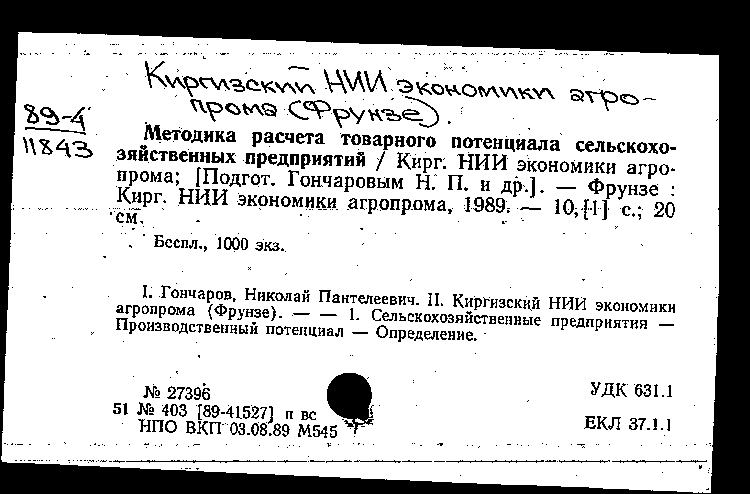 Киргизский НИИ экономики агро-
прома (Фрунзе).
89-4
11843
Методика расчета товарного потенциала сельскохо-
зяйственных предприятий / Кирг. НИИ экономики агро-
прома; [Подгот. Гончаровым Н. П. и др.]. — Фрунзе :
Кирг. НИИ экономики агропрома, 1989. — 10,[1] с.; 20
см.
Беспл., 1000 экз.
I. Гончаров, Николай Пантелеевич. II. Киргизский НИИ экономики
агропрома (Фрунзе). — — 1. Сельскохозяйственные предприятия —
Производственный потенциал — Определение.
№ 27396
УДК 631.1
51 № 403 [89-41527] п вс
НПО ВКП 03.08.89 М545
ЕКЛ 37.1.1